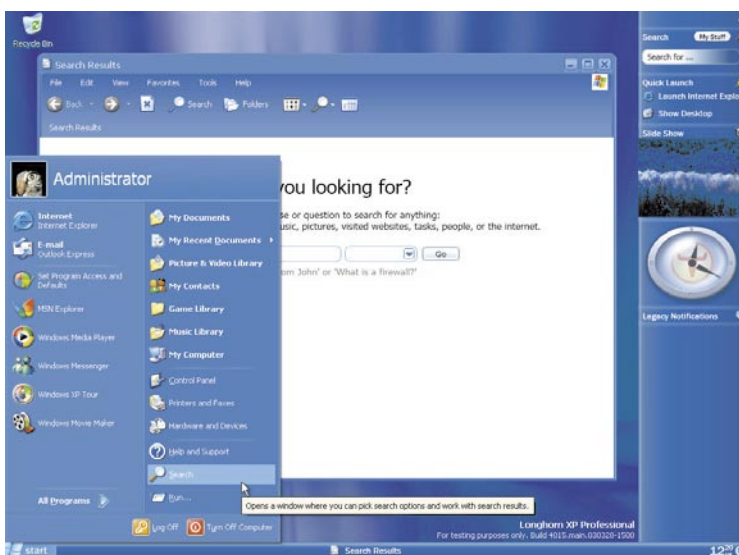 Recycle Bin
Search Results
File Edit View Favorites Tools Help
Back Search Folders
Search Results
you looking for?
se or question to search for anything:
usic, pictures, visited websites, tasks, people, or the internet.
Go
om John' or 'What is a firewall?'
Administrator
Internet
Internet Explorer
E-mail
Outlook Express
Set Program Access and
Defaults
MSN Explorer
Windows Media Player
Windows Messenger
Windows XP Tour
Windows Movie Maker
All Programs
My Documents
My Recent Documents
Picture & Video Library
My Contacts
Game Library
Music Library
My Computer
Control Panel
Printers and Faxes
Hardware and Devices
Help and Support
Search
Run...
Opens a window where you can pick search options and work with search results.
Log Off Turn Off Computer
Search My Stuff
Search for ...
Quick Launch
Launch Internet Explo
Show Desktop
Slide Show
Legacy Notifications
Longhorn XP Professional
For testing purposes only. Build 4015.main.030328-1500
start Search Results